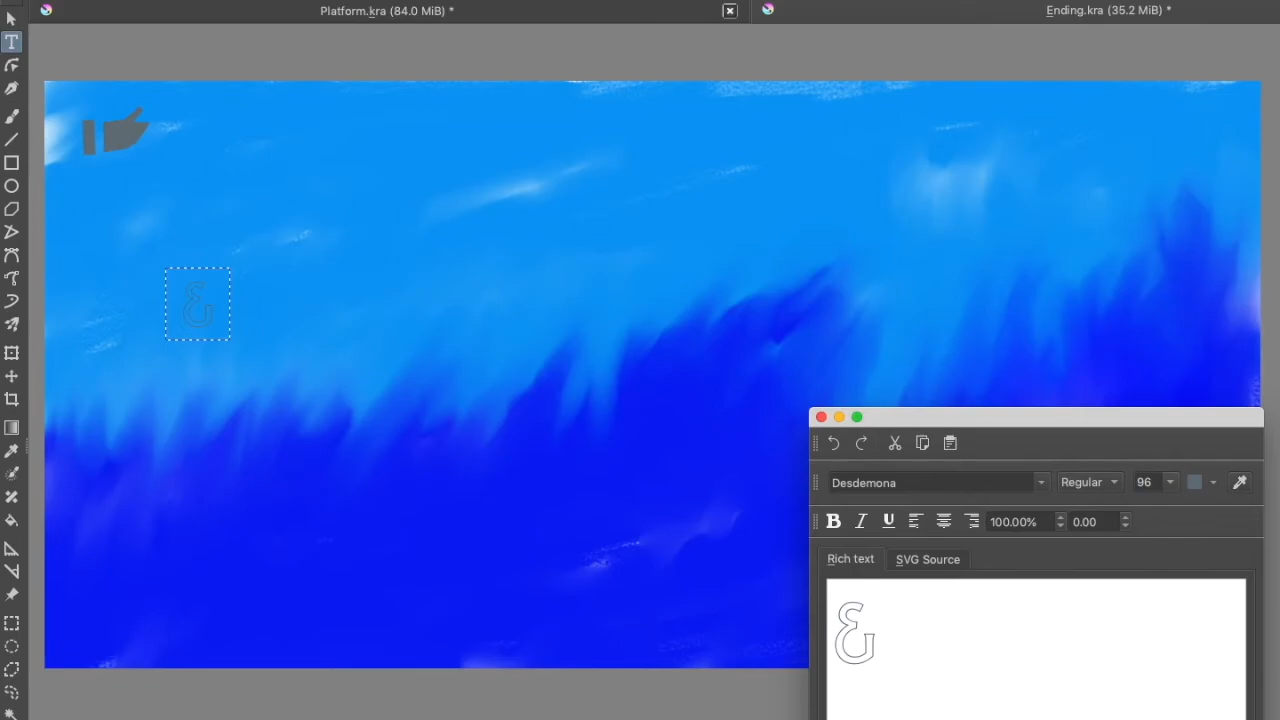 Platform.kra (84.0 MiB) *
Ending.kra (35.2 MiB) *
&
Desdemona
Regular
96
B I U
100.00%
0.00
Rich text
SVG Source
&